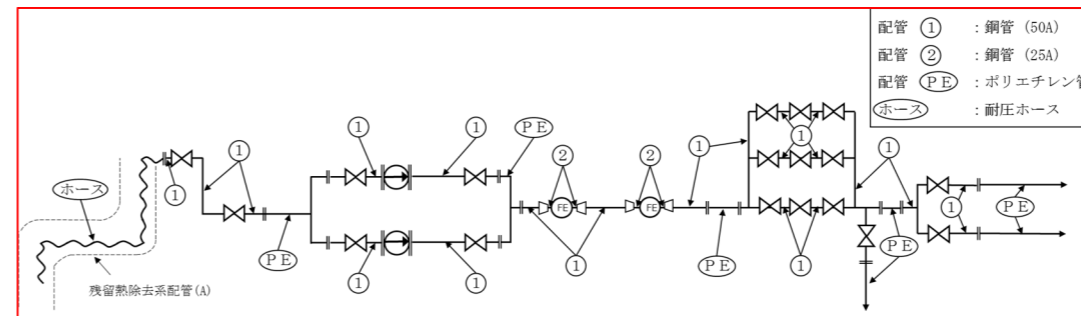 配管 ① ：鋼管 (50A)
配管 ② ：鋼管 (25A)
配管 ＰＥ ：ポリエチレン管
ホース ：耐圧ホース
① ① ＰＥ
② ② ① ①
① ①
ホース ① ①
ＰＥ ① ① ① ＰＥ ① ① ＰＥ
FE FE
ＰＥ
残留熱除去系配管(A)